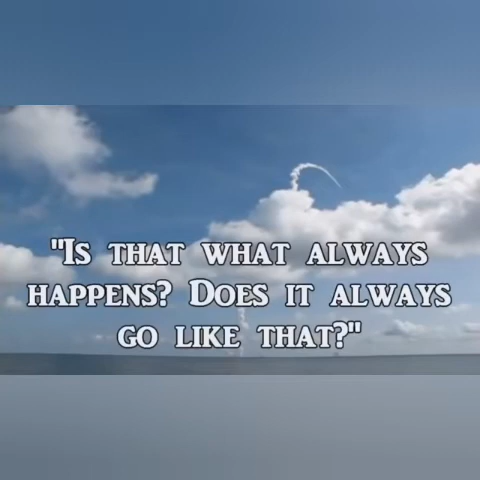 "Is that what always
happens? Does it always
go like that?"